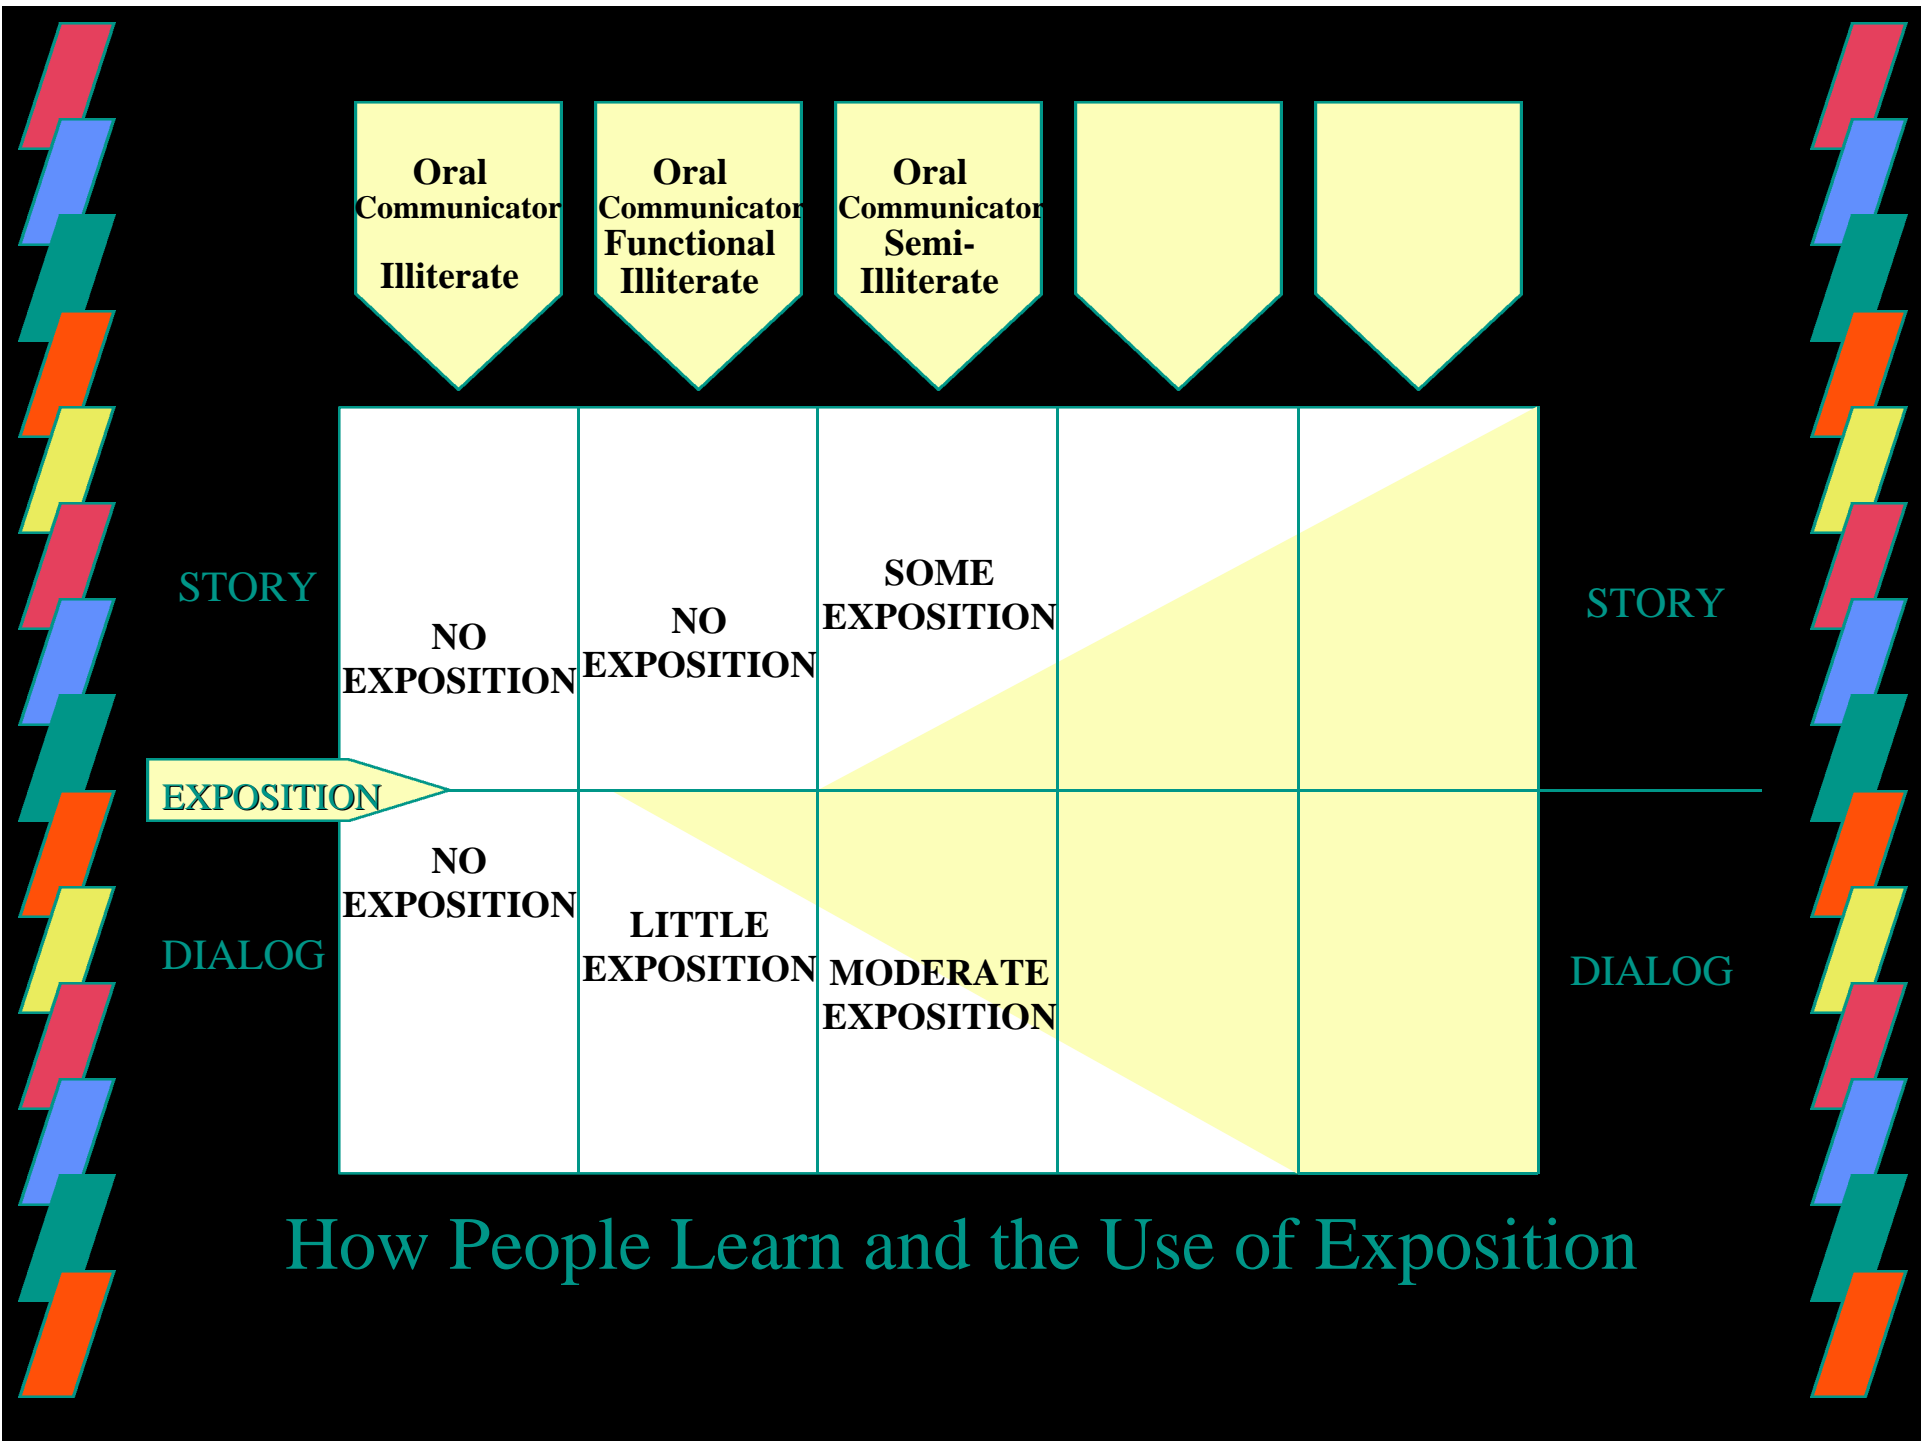 Oral
Communicator
Illiterate
Oral
Communicator
Functional
Illiterate
Oral
Communicator
Semi-
Illiterate
STORY
NO
EXPOSITION
NO
EXPOSITION
SOME
EXPOSITION
STORY
EXPOSITION
DIALOG
NO
EXPOSITION
LITTLE
EXPOSITION
MODERATE
EXPOSITION
DIALOG
How People Learn and the Use of Exposition